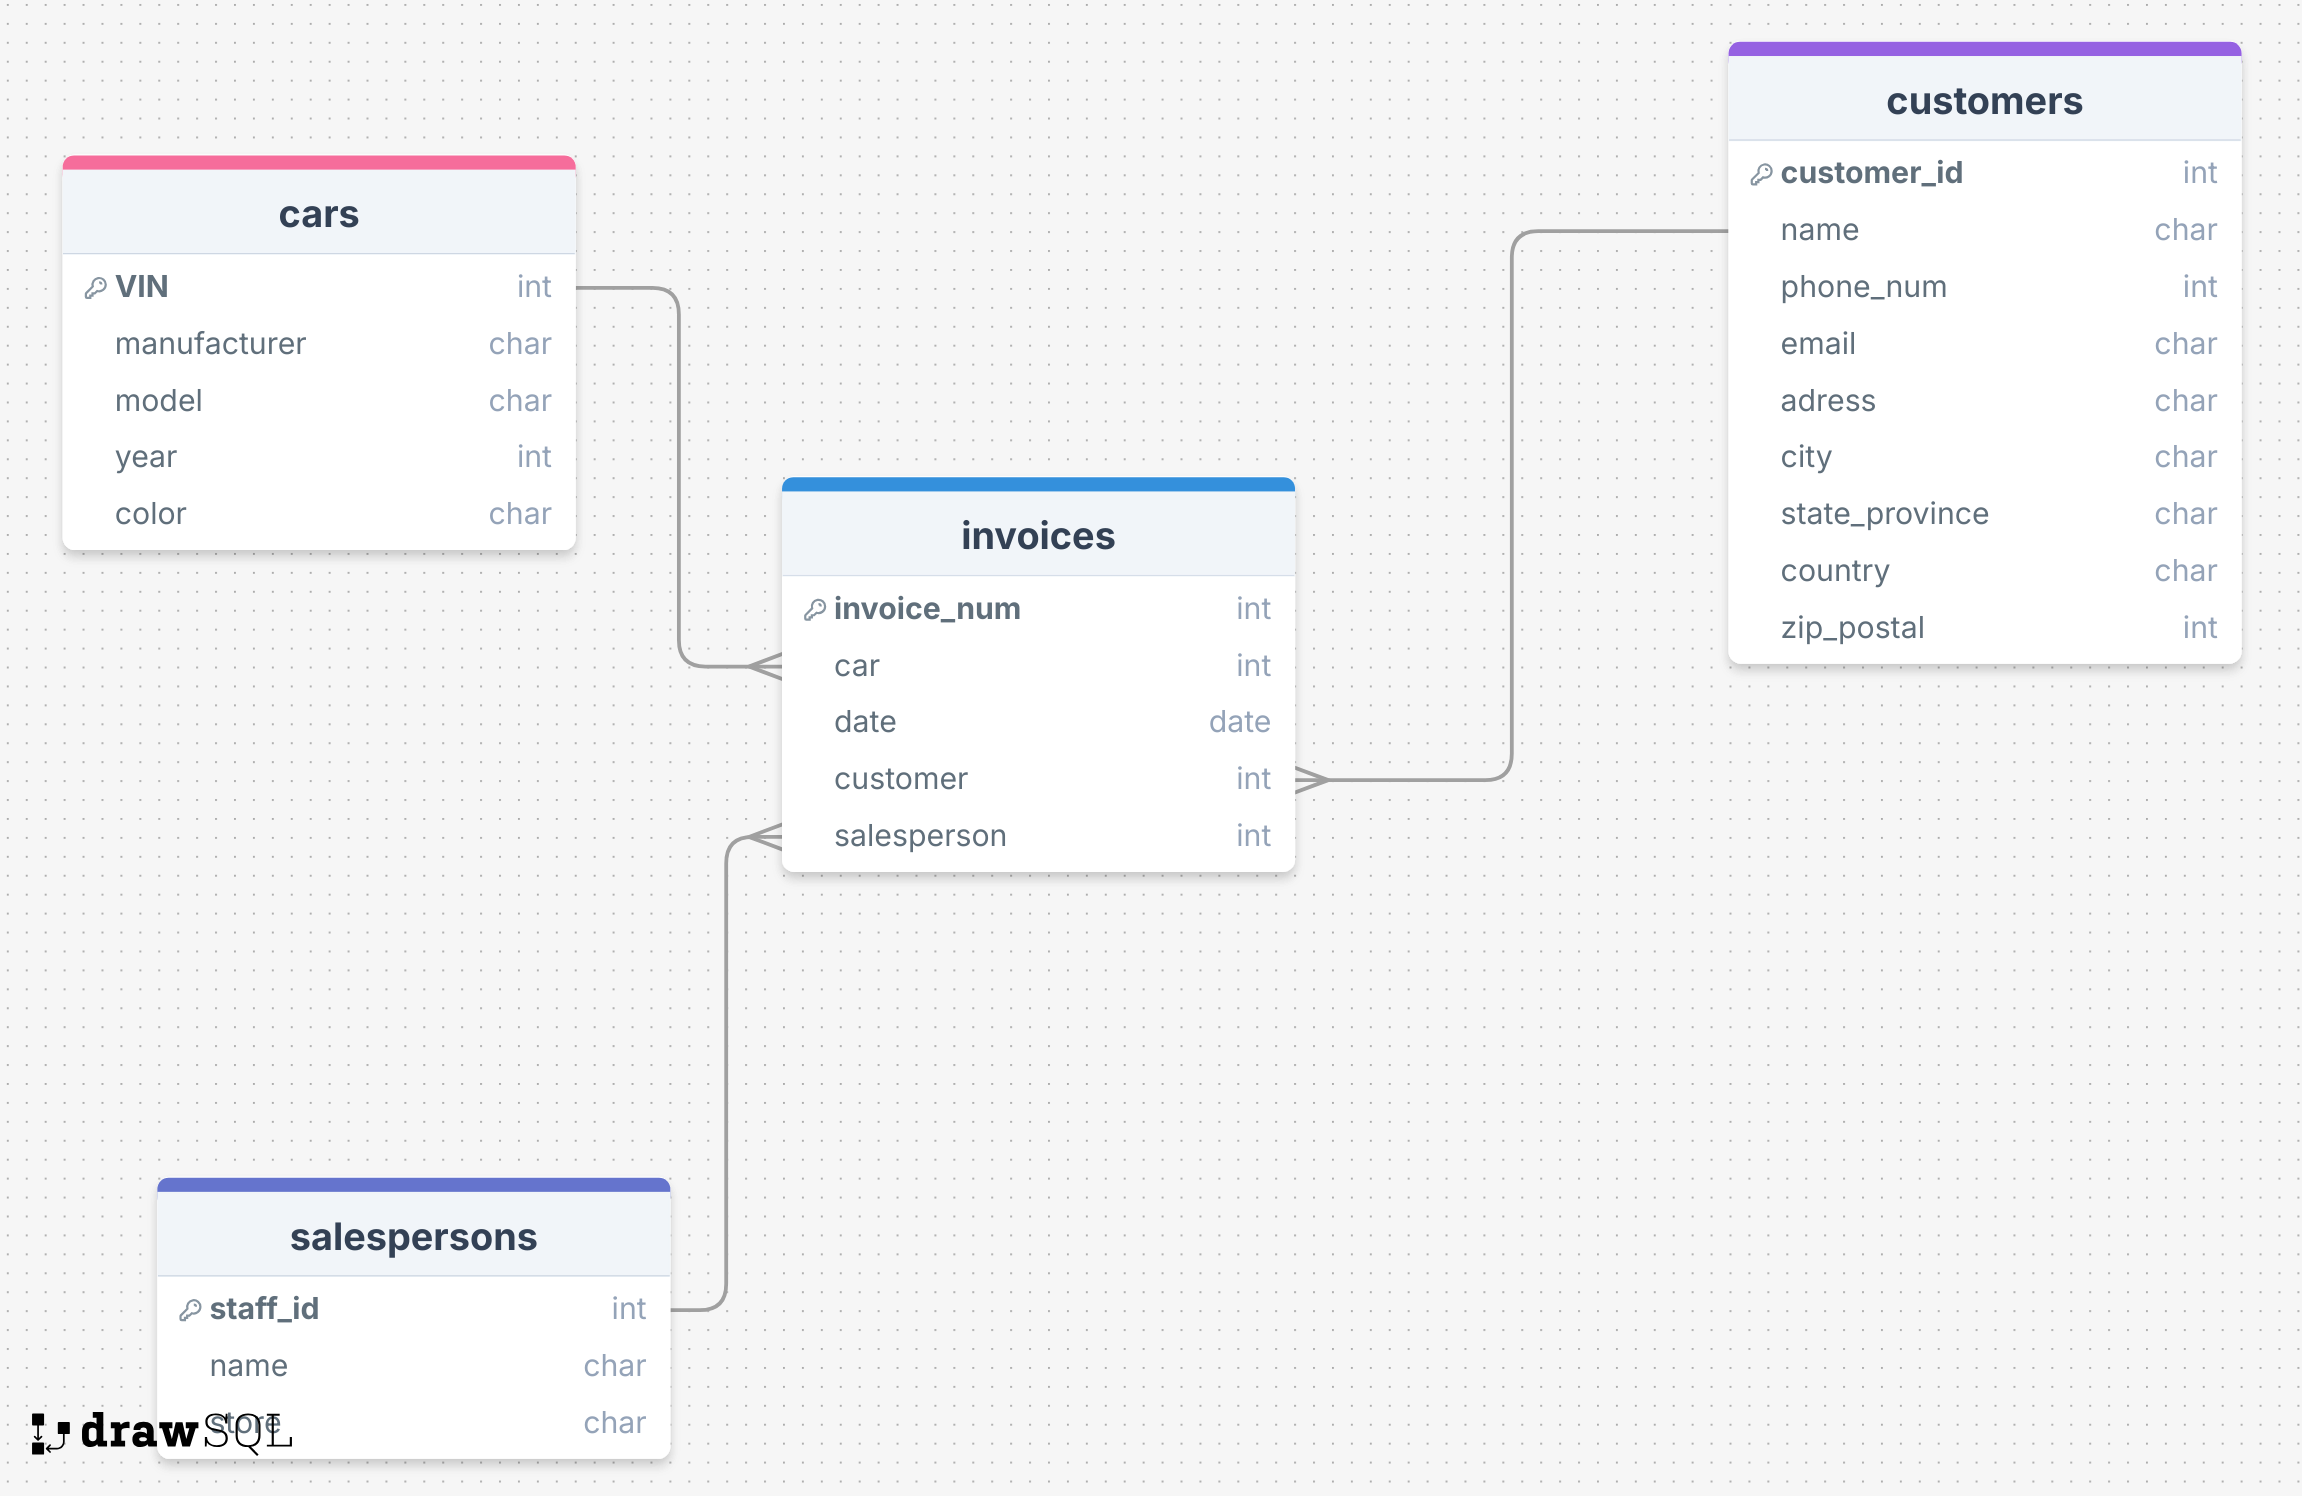 customers
customer_id int
name char
phone_num int
email char
adress char
city char
state_province char
country char
zip_postal int
cars
VIN int
manufacturer char
model char
year int
color char
invoices
invoice_num int
car int
date date
customer int
salesperson int
salespersons
staff_id int
name char
store char
drawSQL